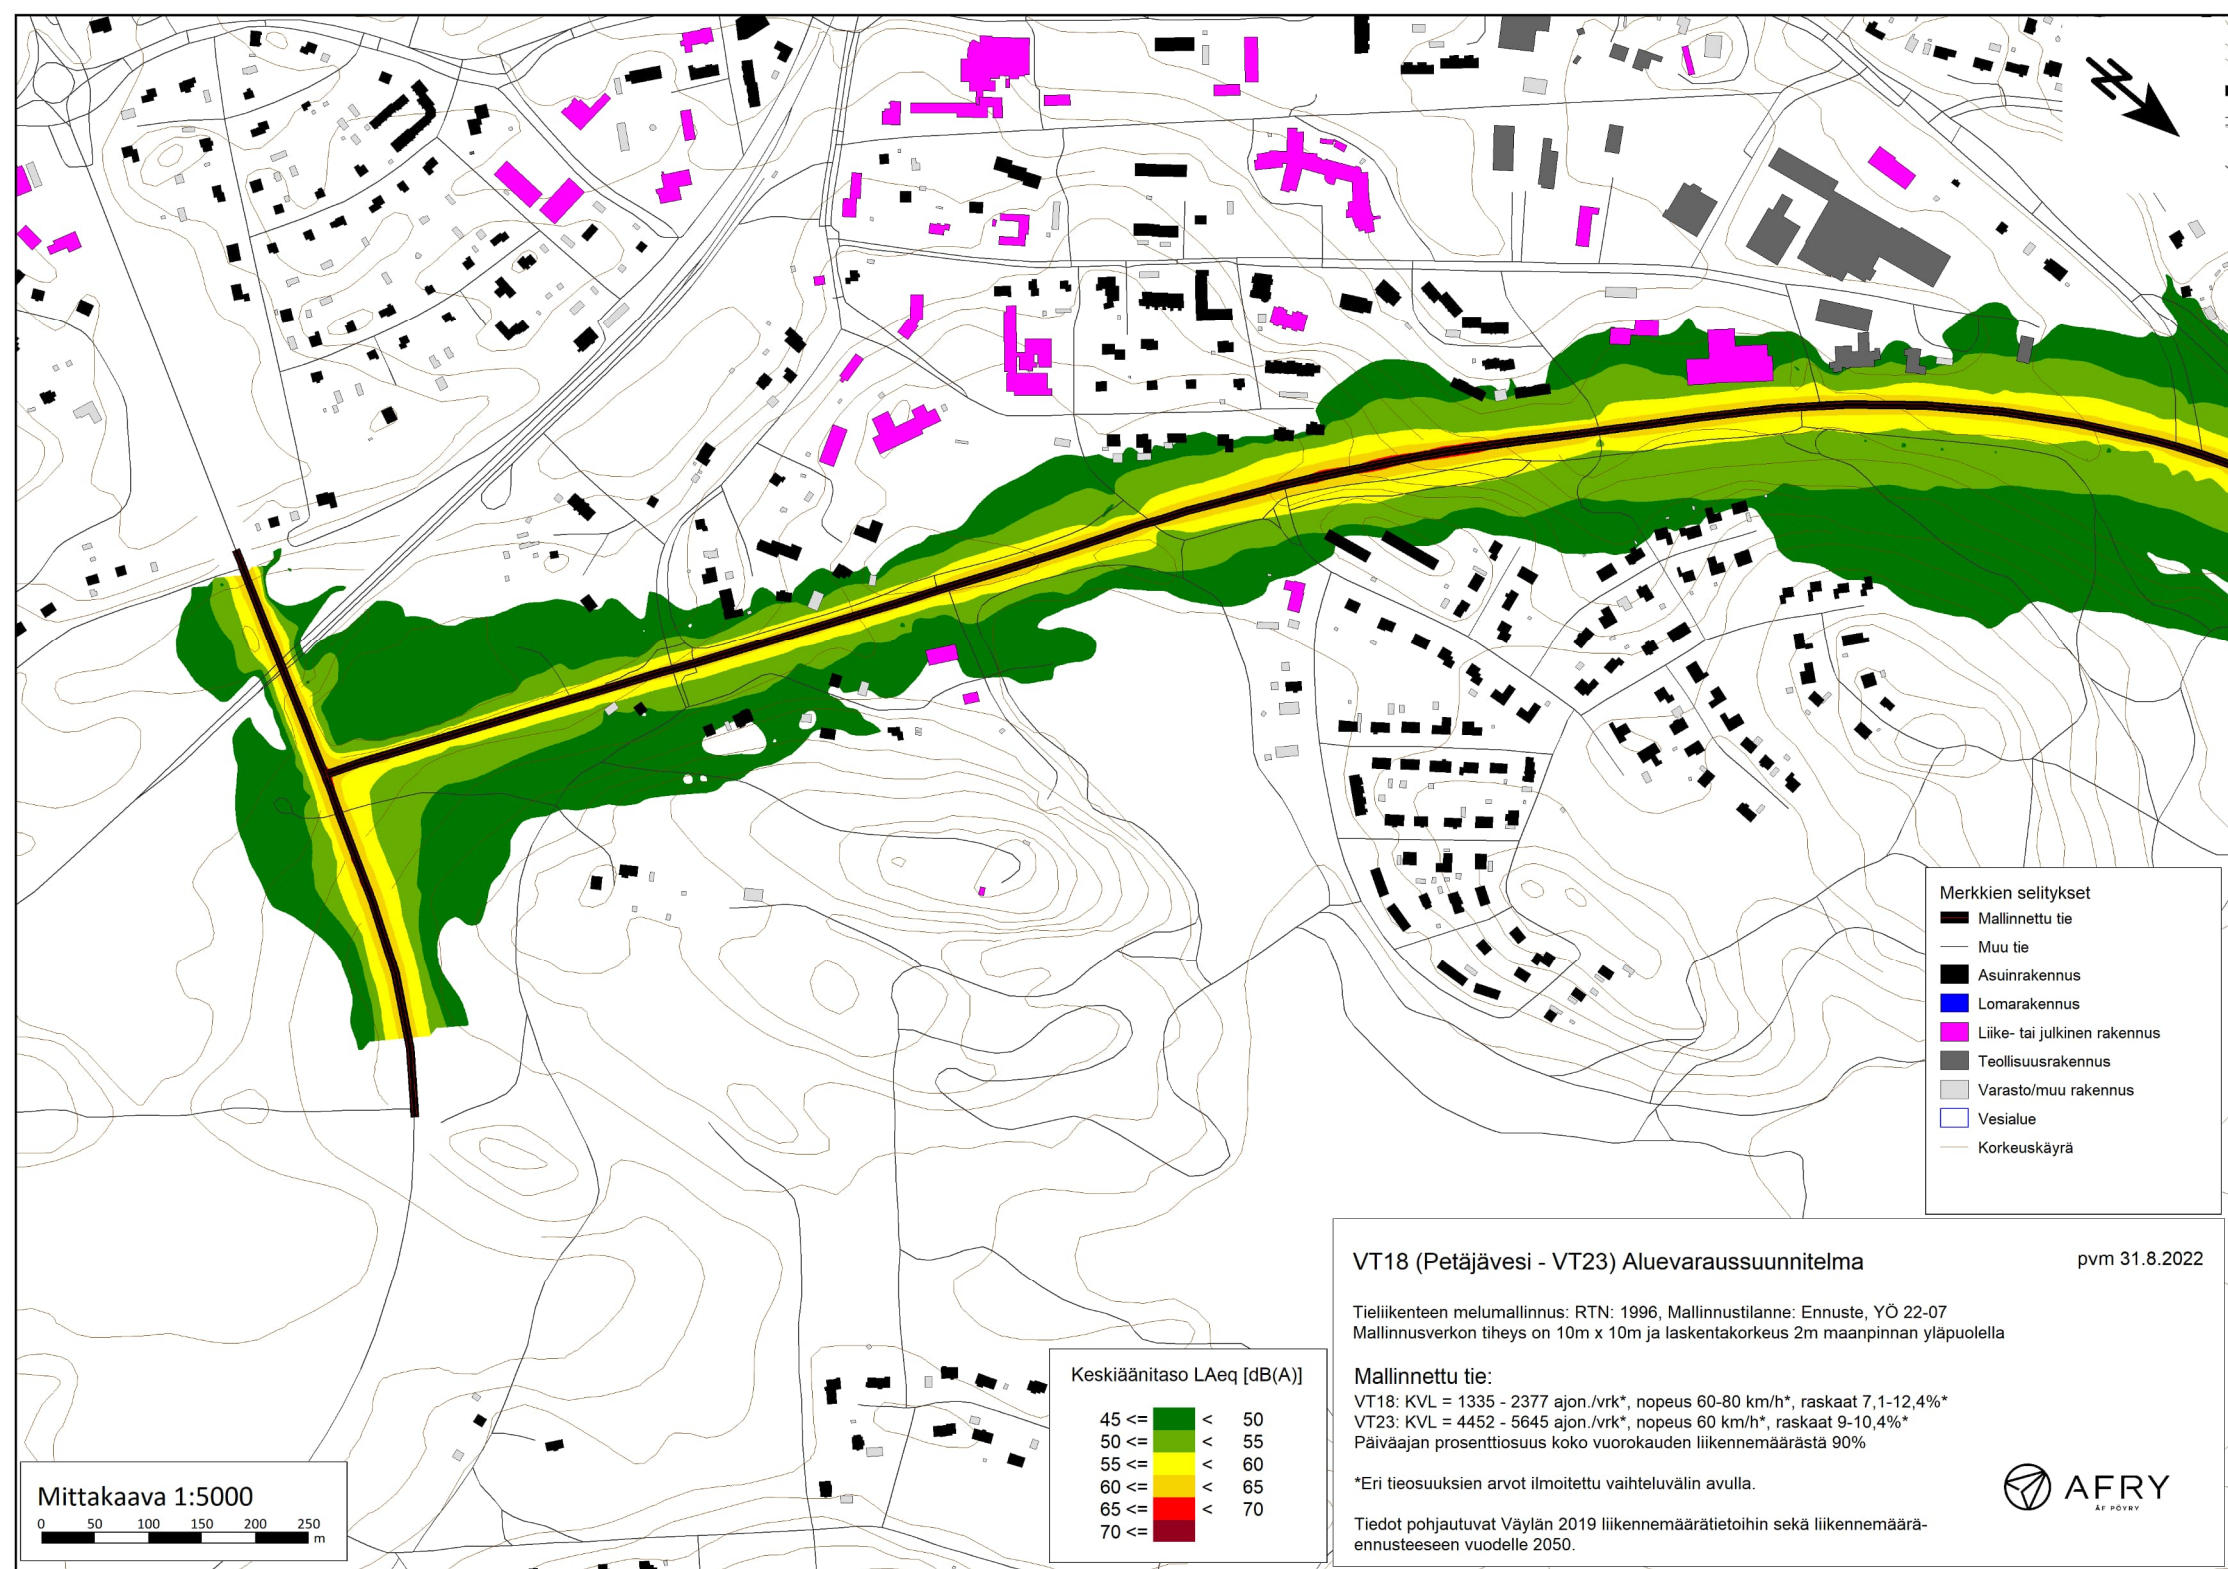 Merkkien selitykset
Mallinnettu tie
Muu tie
Asuinrakennus
Lomarakennus
Liike- tai julkinen rakennus
Teollisuusrakennus
Varasto/muu rakennus
Vesialue
Korkeuskäyrä
VT18 (Petäjävesi - VT23) Aluevaraussuunnitelma pvm 31.8.2022
Tieliikenteen melumallinnus: RTN: 1996, Mallinnustilanne: Ennuste, YÖ 22-07
Mallinnusverkon tiheys on 10m x 10m ja laskentakorkeus 2m maanpinnan yläpuolella
Mallinnettu tie:
VT18: KVL = 1335 - 2377 ajon./vrk*, nopeus 60-80 km/h*, raskaat 7,1-12,4%*
VT23: KVL = 4452 - 5645 ajon./vrk*, nopeus 60 km/h*, raskaat 9-10,4%*
Päiväajan prosenttiosuus koko vuorokauden liikennemäärästä 90%
*Eri tieosuuksien arvot ilmoitettu vaihteluvälin avulla.
Tiedot pohjautuvat Väylän 2019 liikennemäärätietoihin sekä liikennemäärä-
ennusteeseen vuodelle 2050.
AFRY
ÅF PÖYRY
Keskiäänitaso LAeq [dB(A)]
45 <= < 50
50 <= < 55
55 <= < 60
60 <= < 65
65 <= < 70
70 <=
Mittakaava 1:5000
0 50 100 150 200 250
m
N